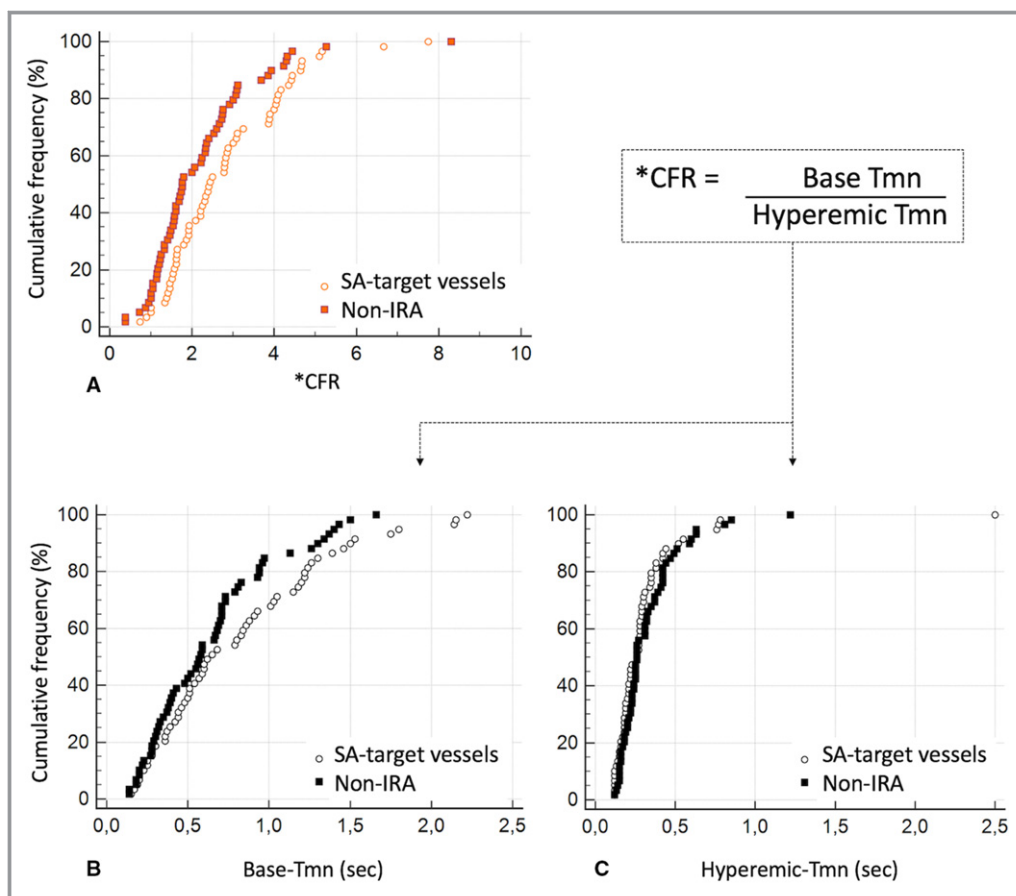 100
80
60
40
20
0
Cumulative frequency (%)
SA-target vessels
Non-IRA
0 2 4 6 8 10
A
*CFR
*CFR = Base Tmn
Hyperemic Tmn
100
80
60
40
20
0
Cumulative frequency (%)
SA-target vessels
Non-IRA
0,0 0,5 1,0 1,5 2,0 2,5
B
Base-Tmn (sec)
100
80
60
40
20
0
SA-target vessels
Non-IRA
0,0 0,5 1,0 1,5 2,0 2,5
C
Hyperemic-Tmn (sec)